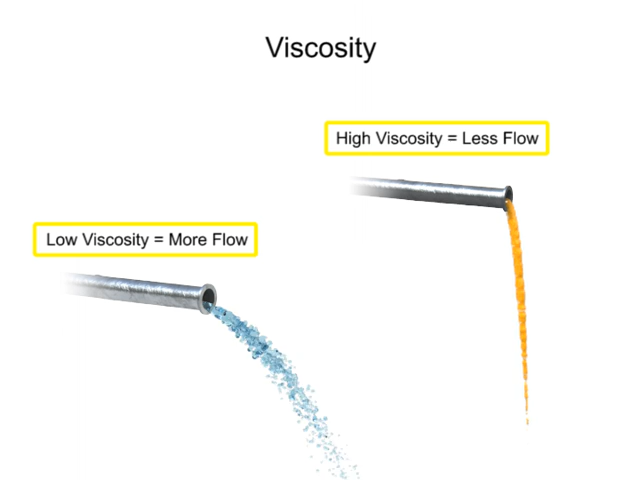 Viscosity
High Viscosity = Less Flow
Low Viscosity = More Flow